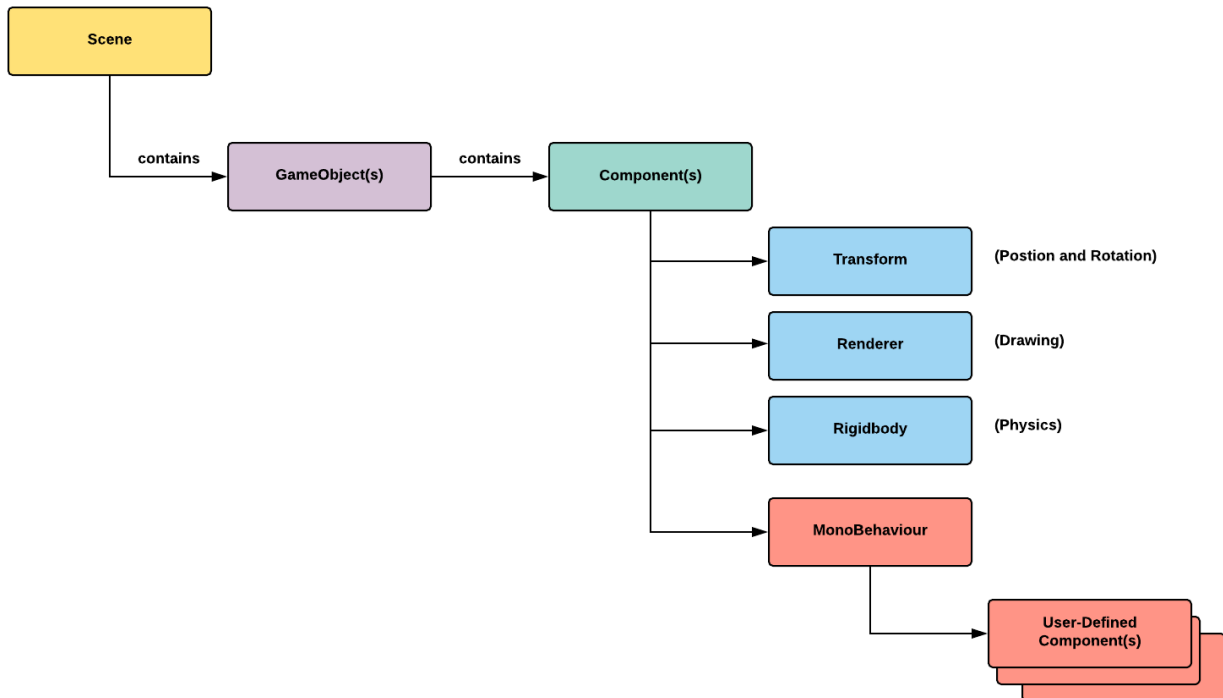 Scene
contains
GameObject(s)
contains
Component(s)
Transform
(Postion and Rotation)
Renderer
(Drawing)
Rigidbody
(Physics)
MonoBehaviour
User-Defined
Component(s)